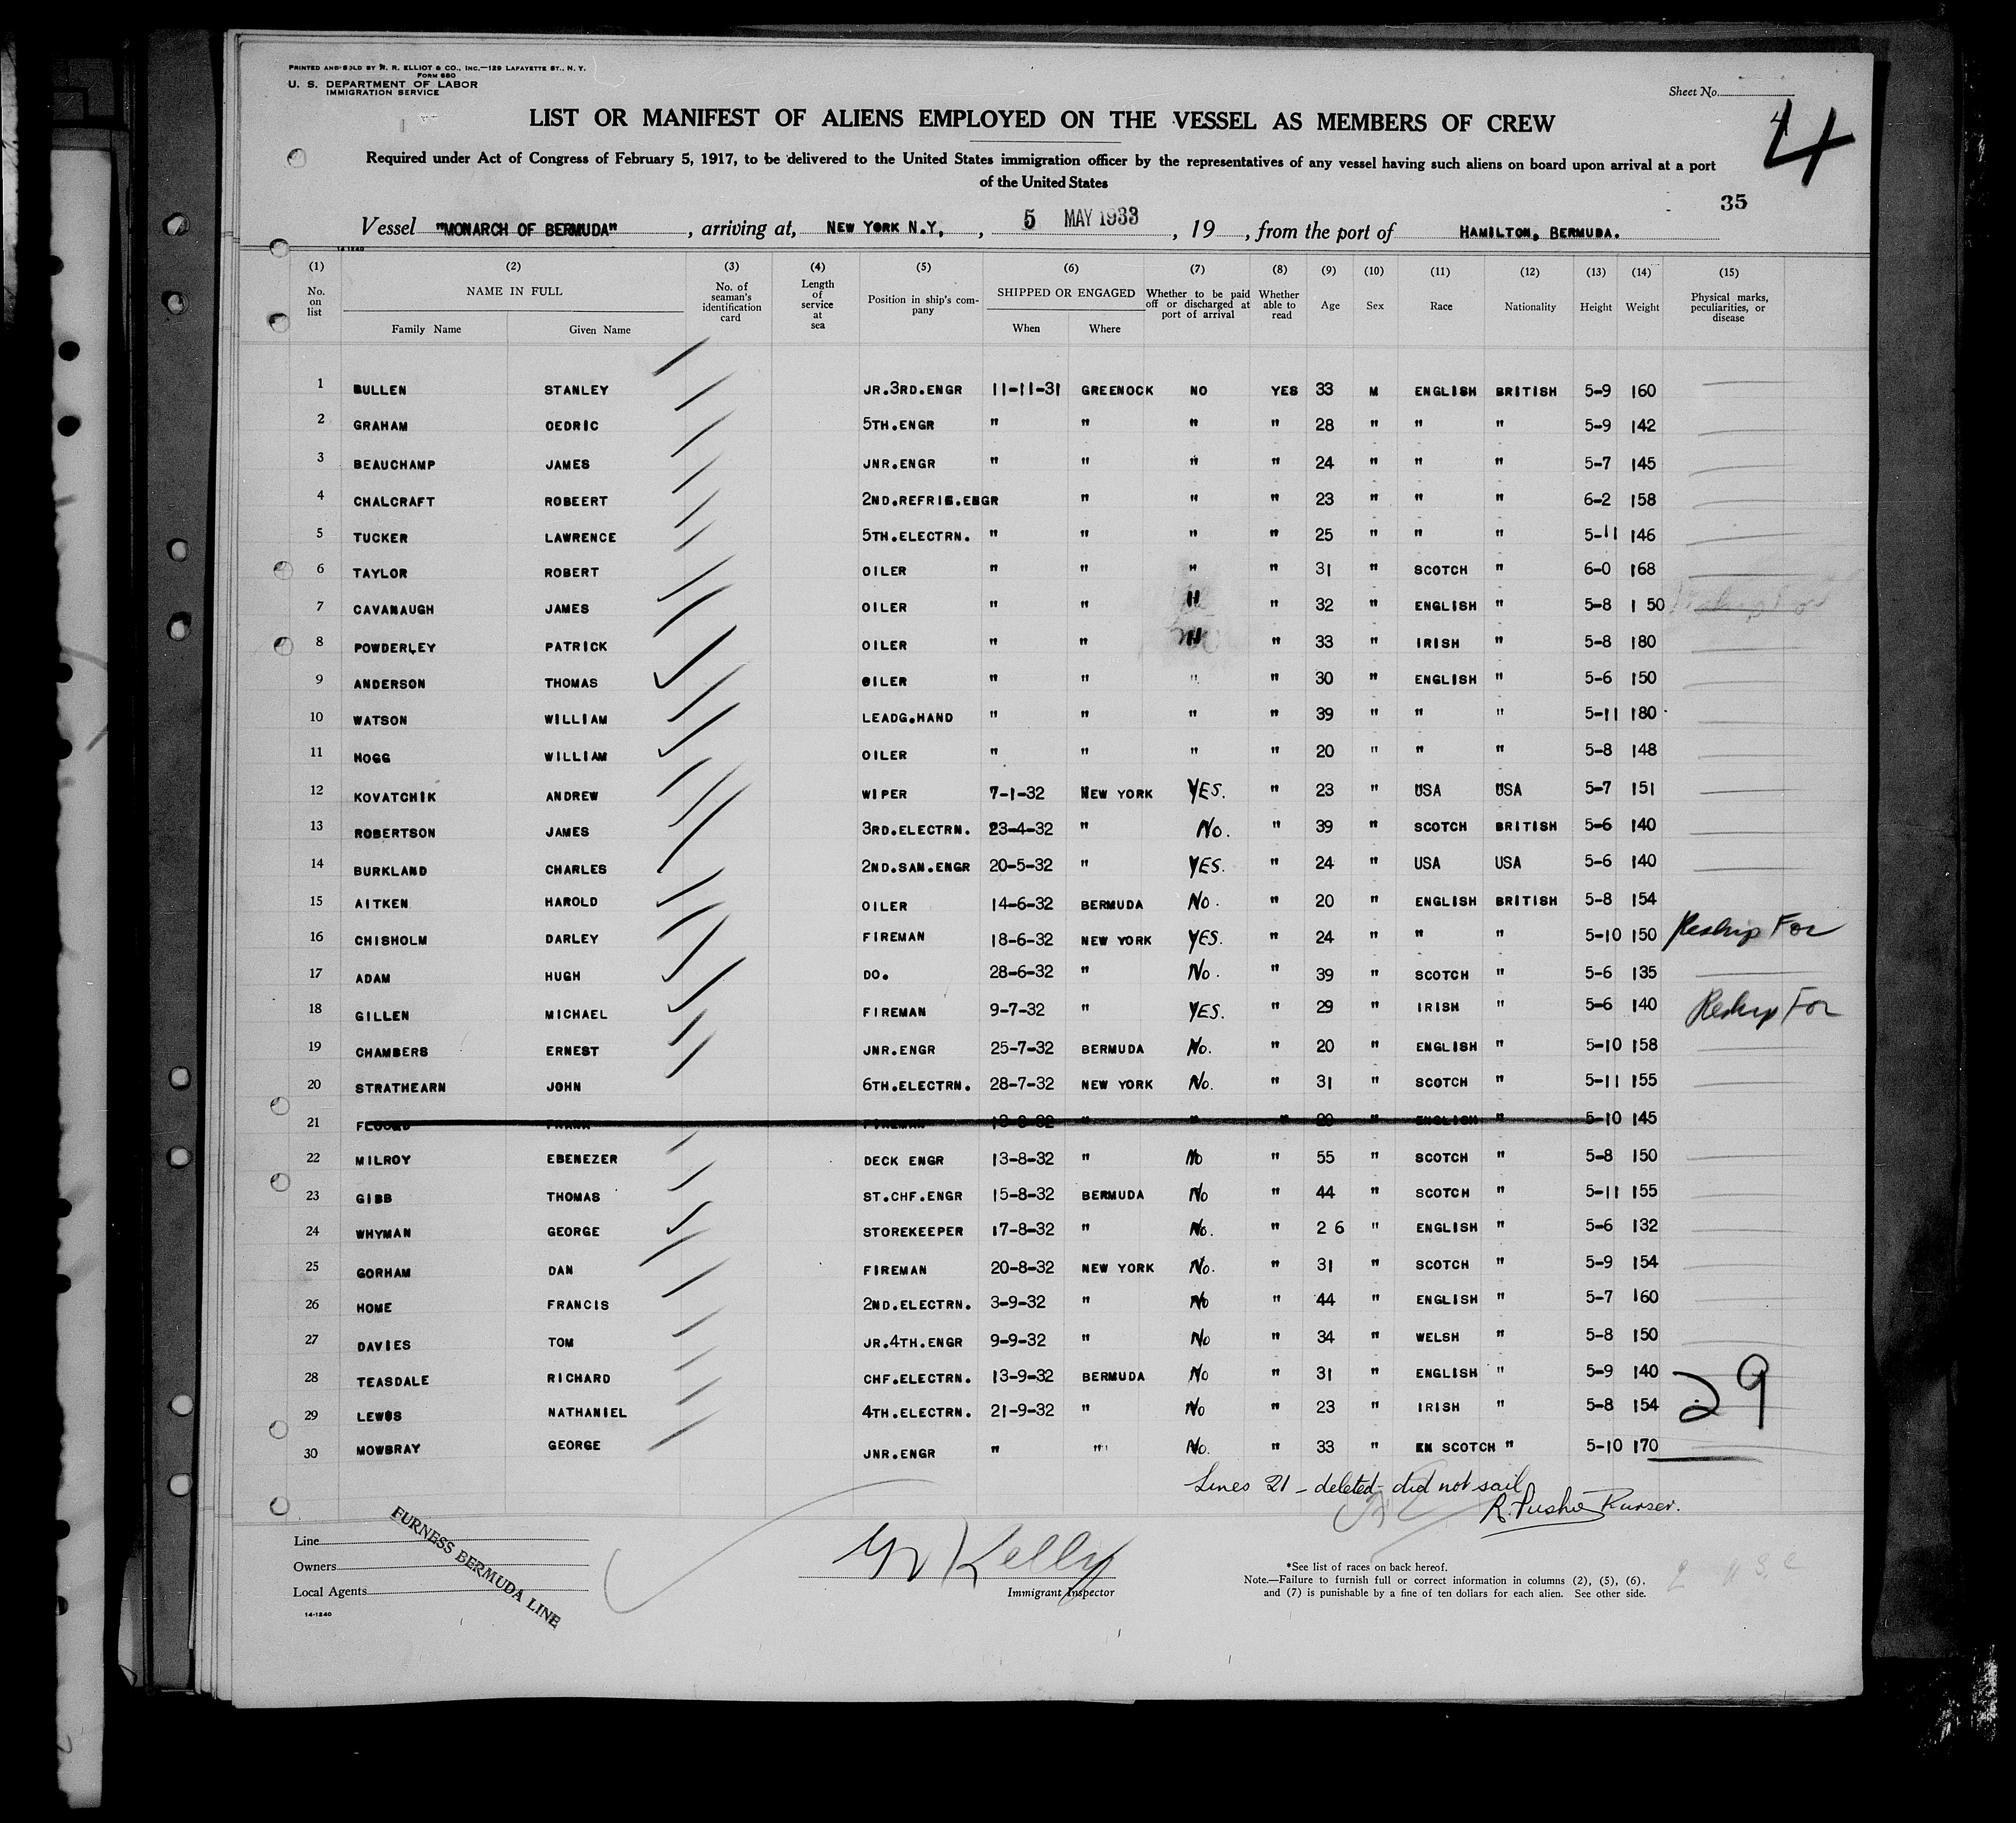 PRINTED AND SOLD BY R. R. ELLIOT & CO., INC.—129 LAFAYETTE ST., N. Y.
FORM 680
U. S. DEPARTMENT OF LABOR
IMMIGRATION SERVICE
Sheet No.
4
4
LIST OR MANIFEST OF ALIENS EMPLOYED ON THE VESSEL AS MEMBERS OF CREW
Required under Act of Congress of February 5, 1917, to be delivered to the United States immigration officer by the representatives of any vessel having such aliens on board upon arrival at a port
of the United States
35
Vessel "MONARCH OF BERMUDA", arriving at, NEW YORK N.Y., , 5 MAY 1933, 19 , from the port of HAMILTON, BERMUDA.
14-1240
(1) No. on list (2) NAME IN FULL Family Name Given Name (3) No. of seaman's identification card (4) Length of service at sea (5) Position in ship's company (6) SHIPPED OR ENGAGED When Where (7) Whether to be paid off or discharged at port of arrival (8) Whether able to read (9) Age (10) Sex (11) Race (12) Nationality (13) Height (14) Weight (15) Physical marks, peculiarities, or disease
1 BULLEN STANLEY JR.3RD.ENGR 11-11-31 GREENOCK NO YES 33 M ENGLISH BRITISH 5-9 160
2 GRAHAM OEDRIC 5TH.ENGR " " " " 28 " " " 5-9 142
3 BEAUCHAMP JAMES JNR.ENGR " " " " 24 " " " 5-7 145
4 CHALCRAFT ROBEERT 2ND.REFRIG.ENGR " " " 23 " " " 6-2 158
5 TUCKER LAWRENCE 5TH.ELECTRN. " " " " 25 " " " 5-11 146
6 TAYLOR ROBERT OILER " " " " 31 " SCOTCH " 6-0 168
7 CAVANAUGH JAMES OILER " " " " 32 " ENGLISH " 5-8 1 50
8 POWDERLEY PATRICK OILER " " " " 33 " IRISH " 5-8 180
9 ANDERSON THOMAS OILER " " " " 30 " ENGLISH " 5-6 150
10 WATSON WILLIAM LEADG.HAND " " " " 39 " " " 5-11 180
11 HOGG WILLIAM OILER " " " " 20 " " " 5-8 148
12 KOVATCHIK ANDREW WIPER 7-1-32 NEW YORK YES. " 23 " USA USA 5-7 151
13 ROBERTSON JAMES 3RD.ELECTRN. 23-4-32 " No. " 39 " SCOTCH BRITISH 5-6 140
14 BURKLAND CHARLES 2ND.SAN.ENGR 20-5-32 " YES. " 24 " USA USA 5-6 140
15 AITKEN HAROLD OILER 14-6-32 BERMUDA No. " 20 " ENGLISH BRITISH 5-8 154
16 CHISHOLM DARLEY FIREMAN 18-6-32 NEW YORK YES. " 24 " " " 5-10 150 Reship For
17 ADAM HUGH DO. 28-6-32 " No. " 39 " SCOTCH " 5-6 135
18 GILLEN MICHAEL FIREMAN 9-7-32 " YES. " 29 " IRISH " 5-6 140 Reship For
19 CHAMBERS ERNEST JNR.ENGR 25-7-32 BERMUDA No. " 20 " ENGLISH " 5-10 158
20 STRATHEARN JOHN 6TH.ELECTRN. 28-7-32 NEW YORK No. " 31 " SCOTCH " 5-11 155
21 FRANK FIREMAN " " " " ENGLISH " 5-10 145
22 MILROY EBENEZER DECK ENGR 13-8-32 " No " 55 " SCOTCH " 5-8 150
23 GIBB THOMAS ST.CHF.ENGR 15-8-32 BERMUDA No " 44 " SCOTCH " 5-11 155
24 WHYMAN GEORGE STOREKEEPER 17-8-32 " No. " 2 6 " ENGLISH " 5-6 132
25 GORHAM DAN FIREMAN 20-8-32 NEW YORK No. " 31 " SCOTCH " 5-9 154
26 HOME FRANCIS 2ND.ELECTRN. 3-9-32 " No " 44 " ENGLISH " 5-7 160
27 DAVIES TOM JR.4TH.ENGR 9-9-32 " No " 34 " WELSH " 5-8 150
28 TEASDALE RICHARD CHF.ELECTRN. 13-9-32 BERMUDA No " 31 " ENGLISH " 5-9 140
29 LEWIS NATHANIEL 4TH.ELECTRN. 21-9-32 " No " 23 " IRISH " 5-8 154
29
30 MOWBRAY GEORGE JNR.ENGR " " No. " 33 " EN SCOTCH " 5-10 170
Lines 21 - deleted - did not sail
Purser.
Line
Owners
Local Agents
FURNESS BERMUDA LINE
14-1240
Kelly
Immigrant Inspector
*See list of races on back hereof.
Note.—Failure to furnish full or correct information in columns (2), (5), (6),
and (7) is punishable by a fine of ten dollars for each alien. See other side.